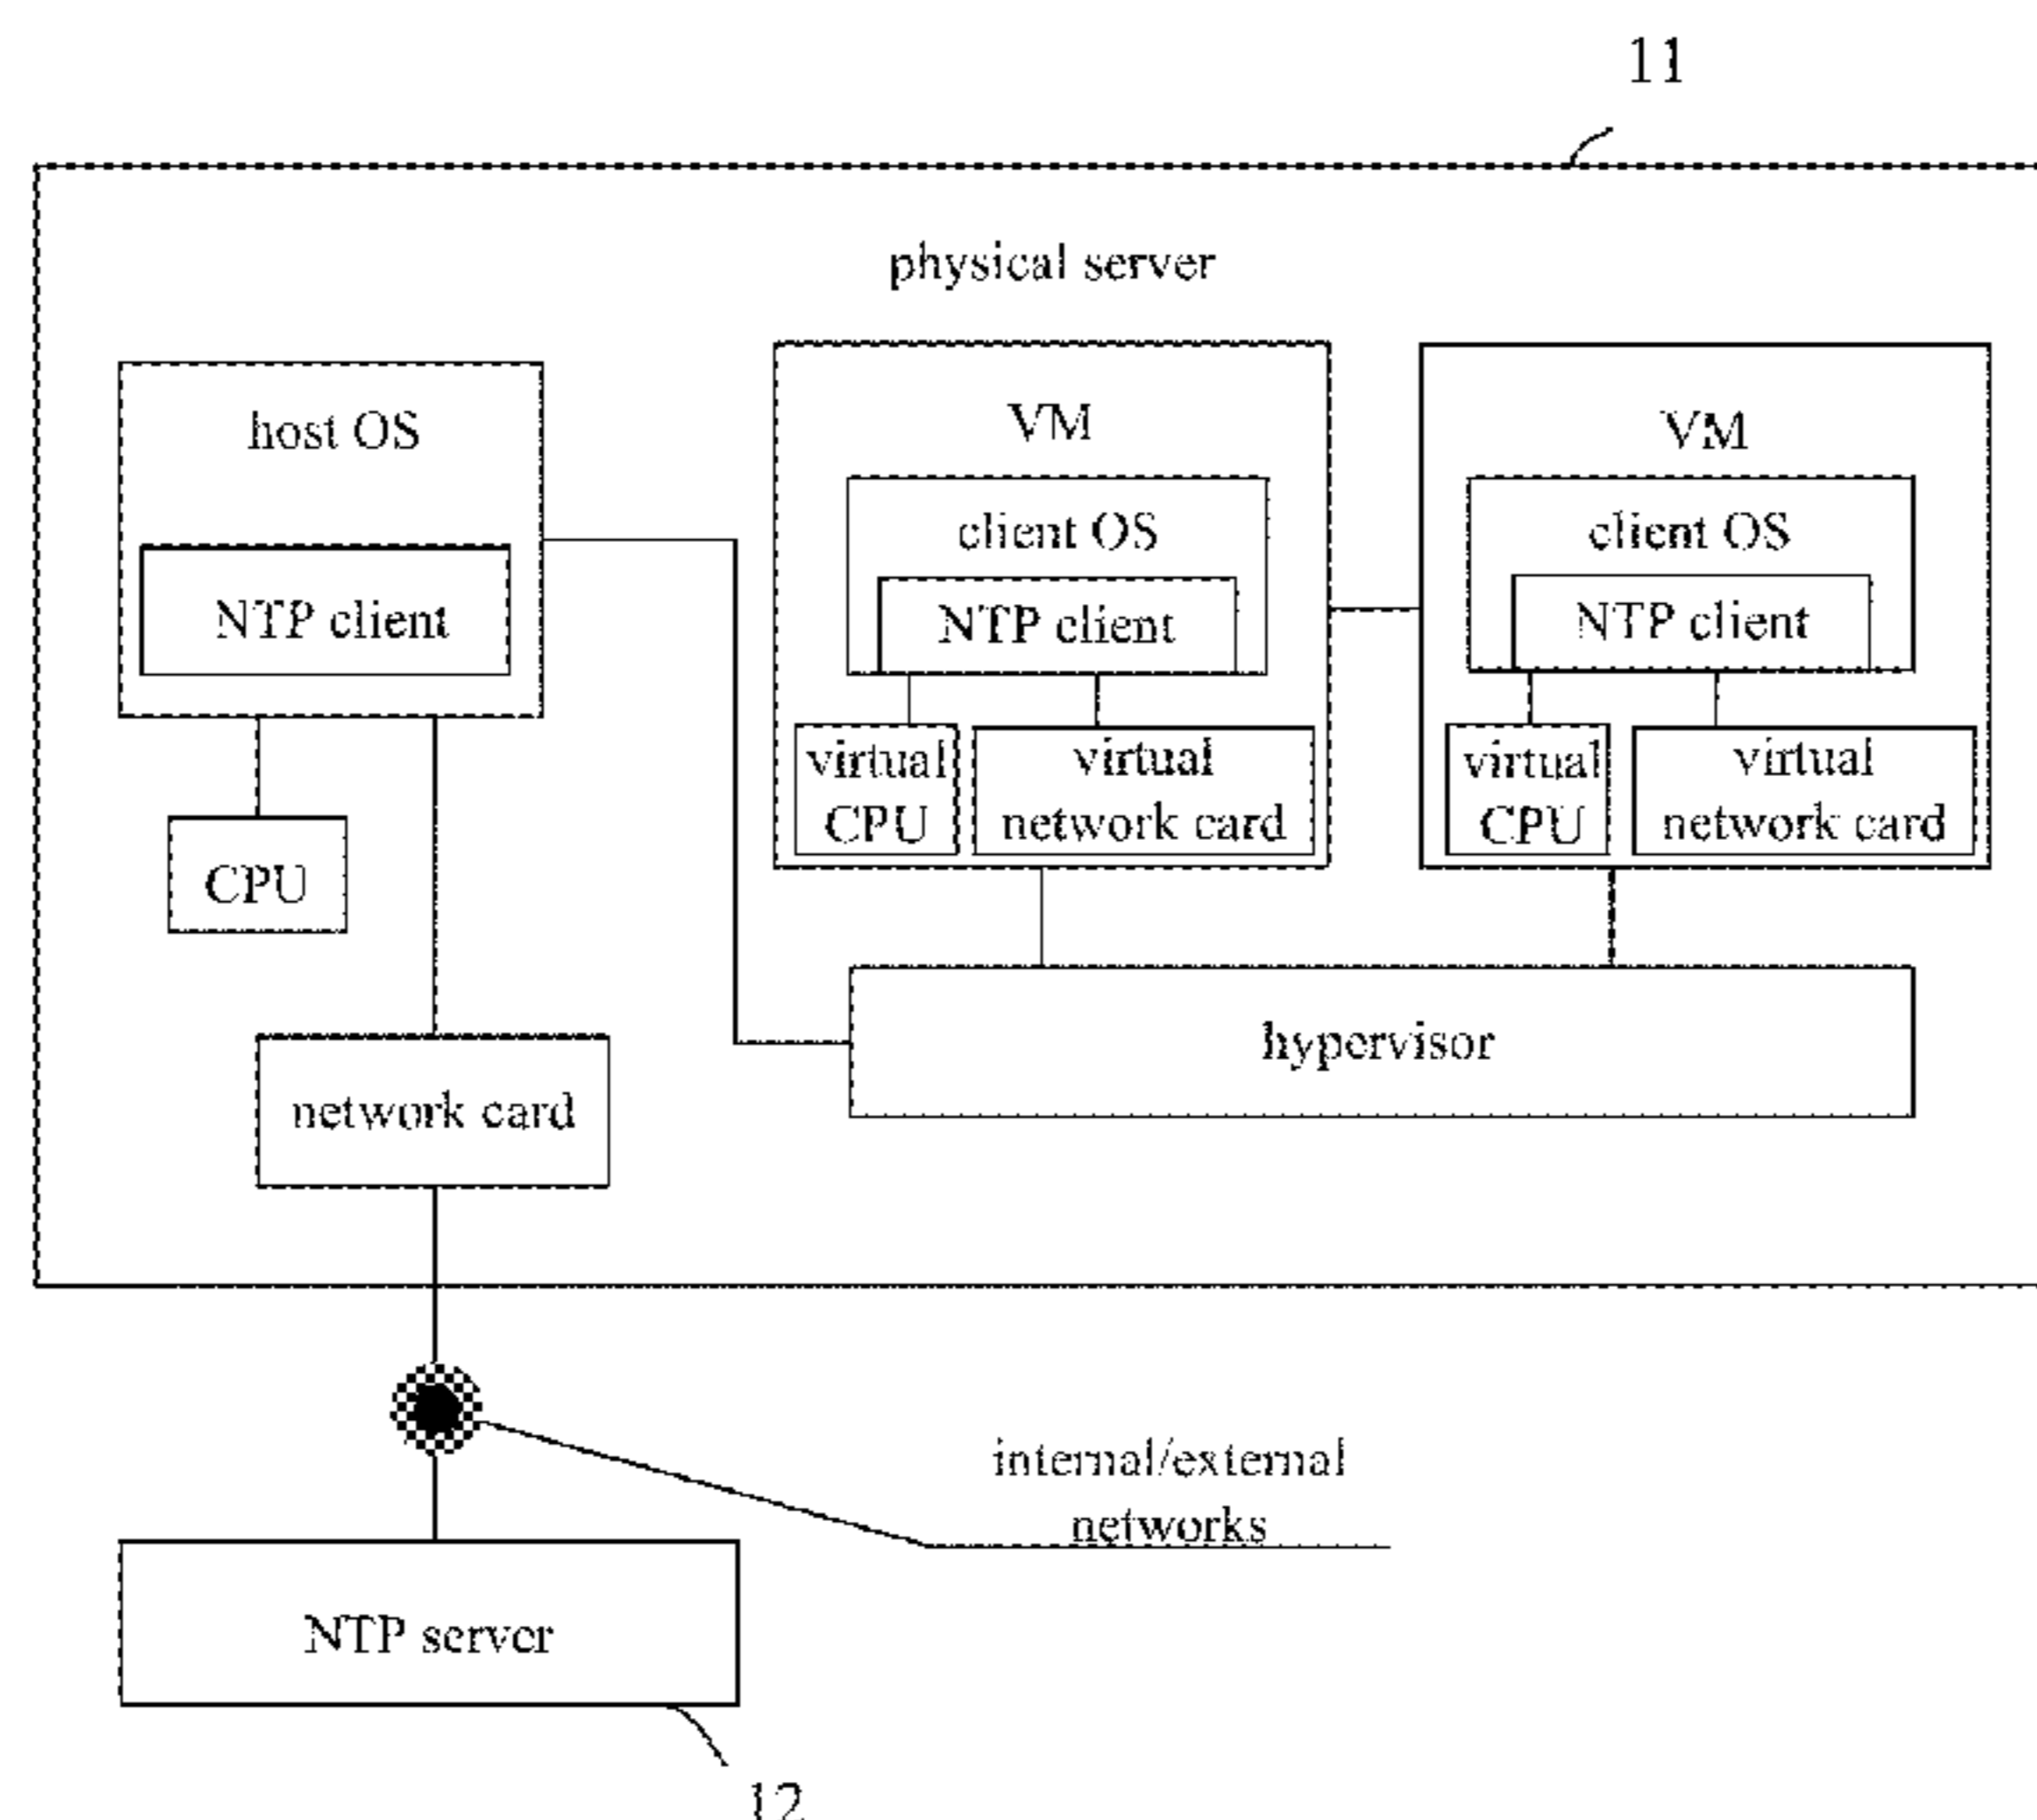 11
physical server
host OS
NTP client
CPU
network card
VM
client OS
NTP client
virtual
CPU
virtual
network card
VM
client OS
NTP client
virtual
CPU
virtual
network card
hypervisor
internal/external
networks
NTP server
12